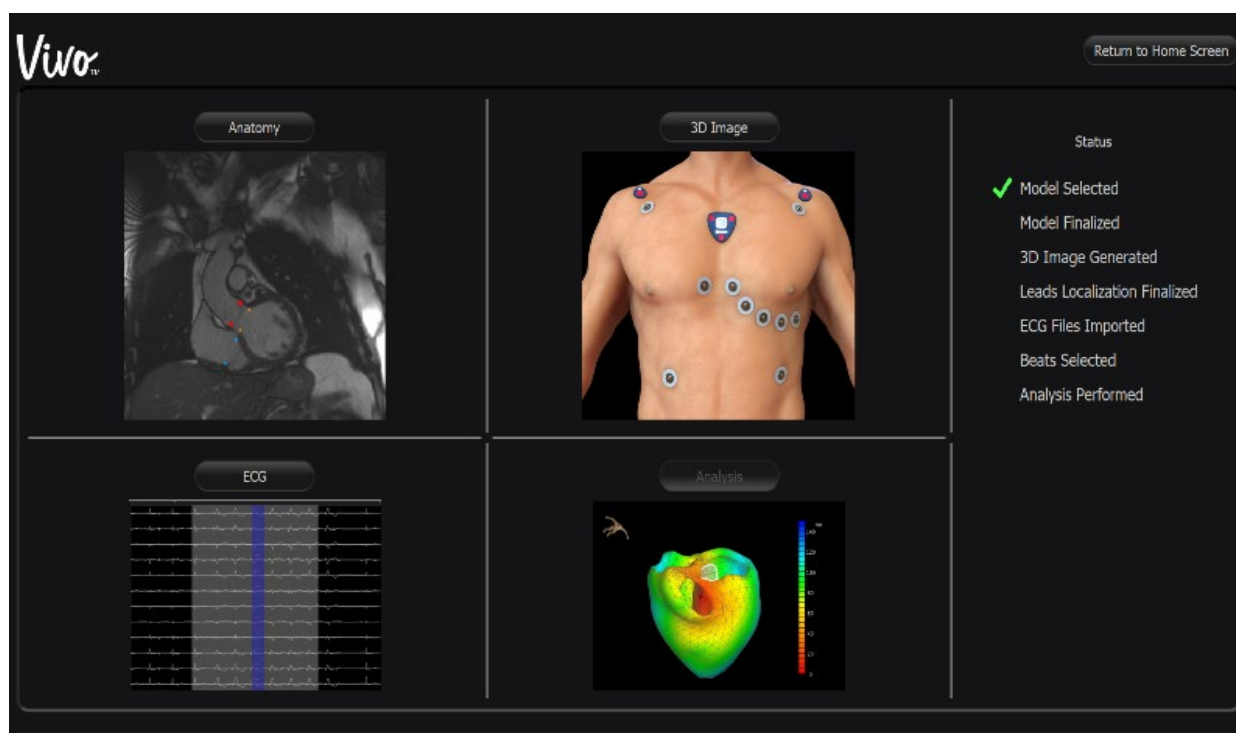 Vivo™
Return to Home Screen
Anatomy
3D Image
Status
Model Selected
Model Finalized
3D Image Generated
Leads Localization Finalized
ECG Files Imported
Beats Selected
Analysis Performed
ECG
Analysis